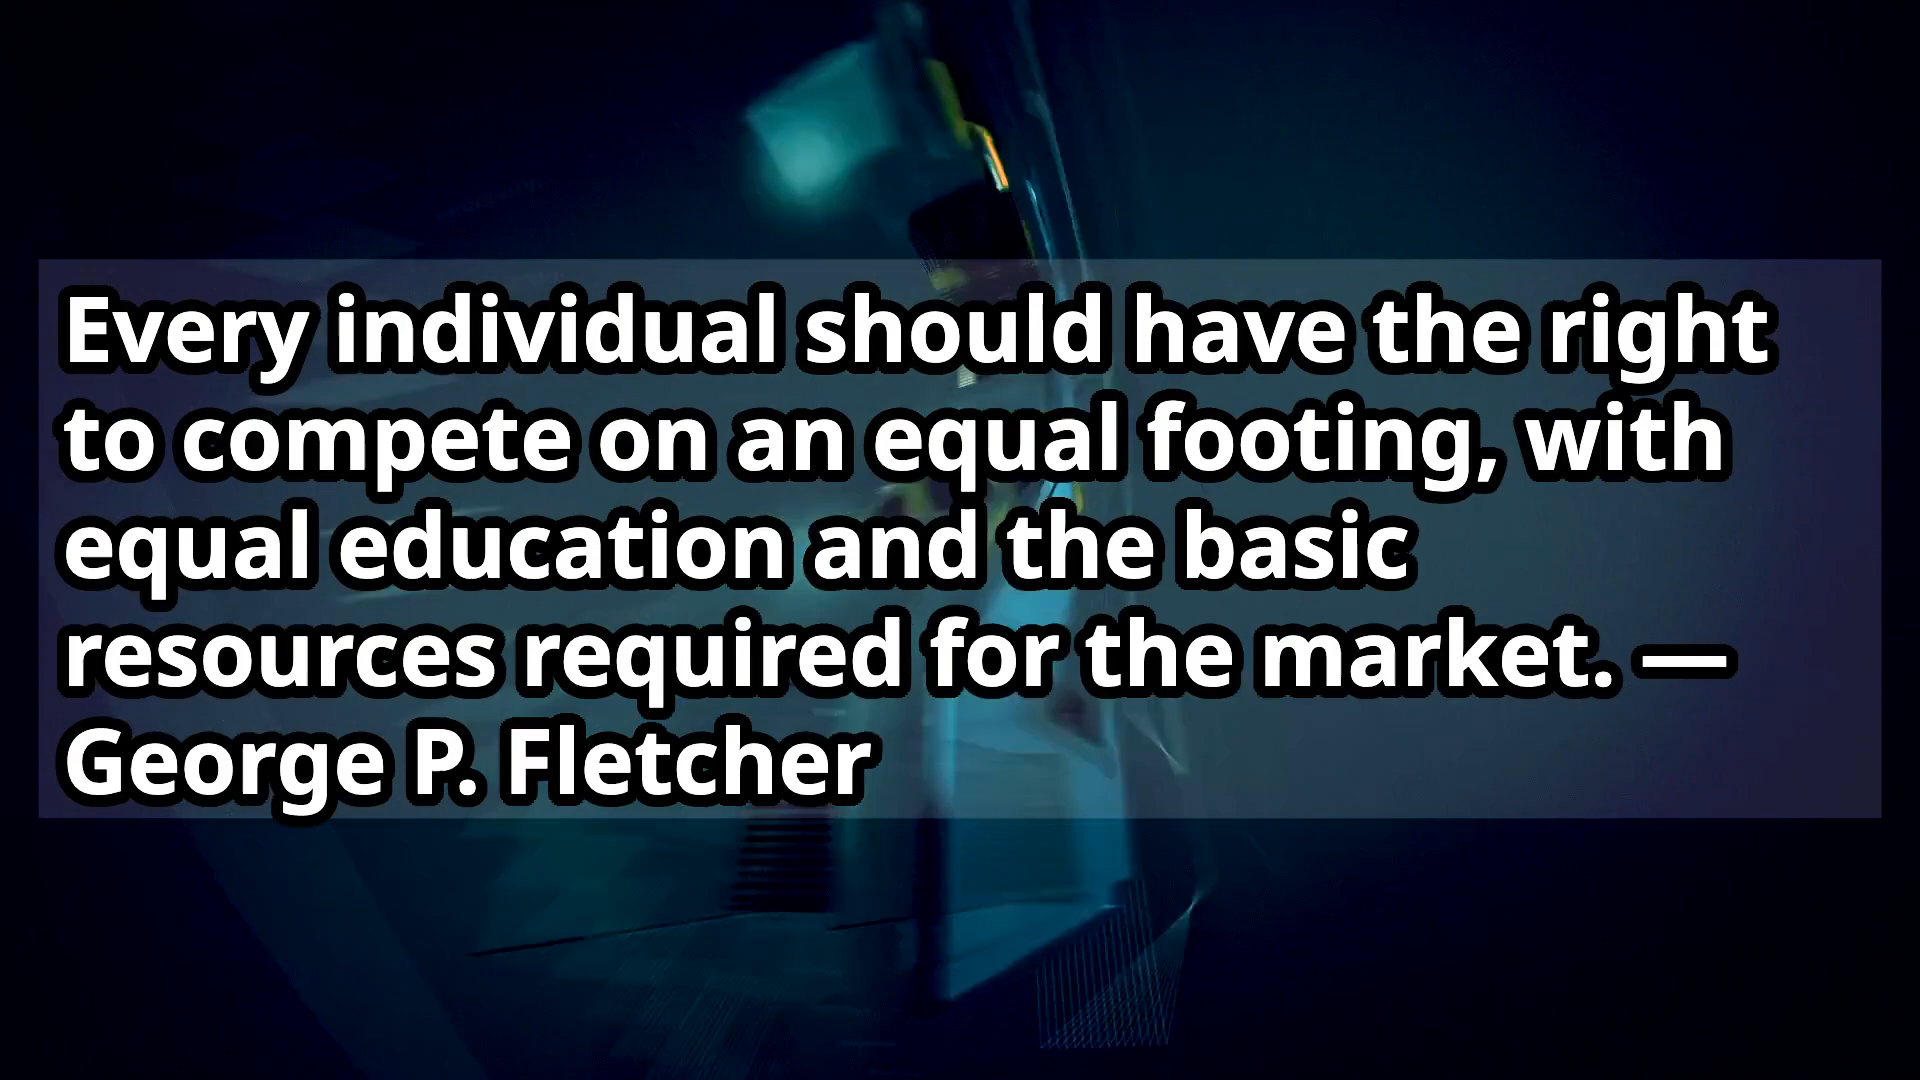 Every individual should have the right
to compete on an equal footing, with
equal education and the basic
resources required for the market. —
George P. Fletcher